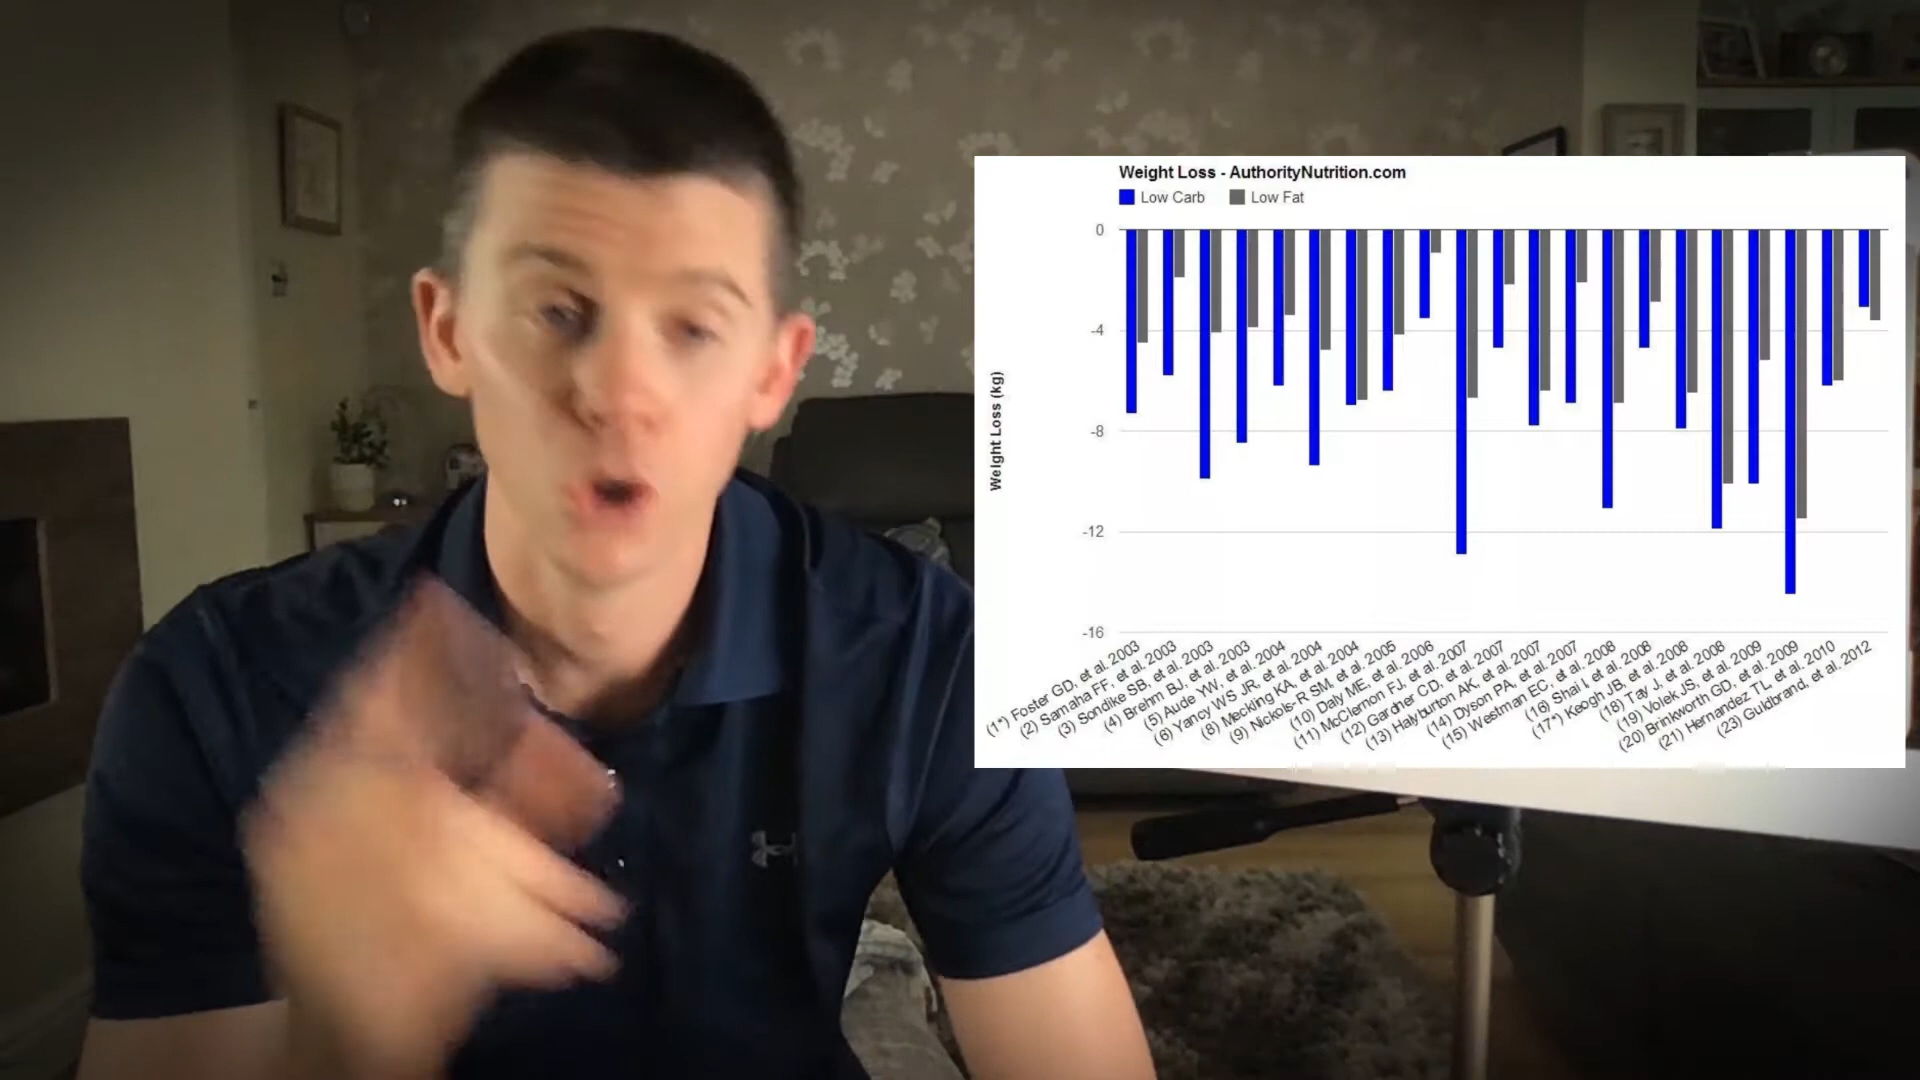 Weight Loss - AuthorityNutrition.com
Low Carb
Low Fat
0
-4
-8
-12
-16
Weight Loss (kg)
(1*) Foster GD, et al, 2003
(2) Samaha FF, et al, 2003
(3) Sondike SB, et al, 2003
(4) Brehm BJ, et al, 2003
(5) Aude YW, et al, 2004
(6) Yancy WS JR, et al, 2004
(8) Mecking KA, et al, 2004
(9) Nickols-R SM, et al, 2005
(10) Daly ME, et al, 2006
(11) McClernon FJ, et al, 2007
(12) Gardner CD, et al, 2007
(13) Halyburton AK, et al, 2007
(14) Dyson PA, et al, 2007
(15) Westman EC, et al, 2008
(16) Shai I, et al, 2008
(17*) Keogh JB, et al, 2008
(18) Tay J, et al, 2008
(19) Volek JS, et al, 2009
(20) Brinkworth GD, et al, 2009
(21) Hernandez TL, et al, 2010
(23) Guldbrand, et al, 2012